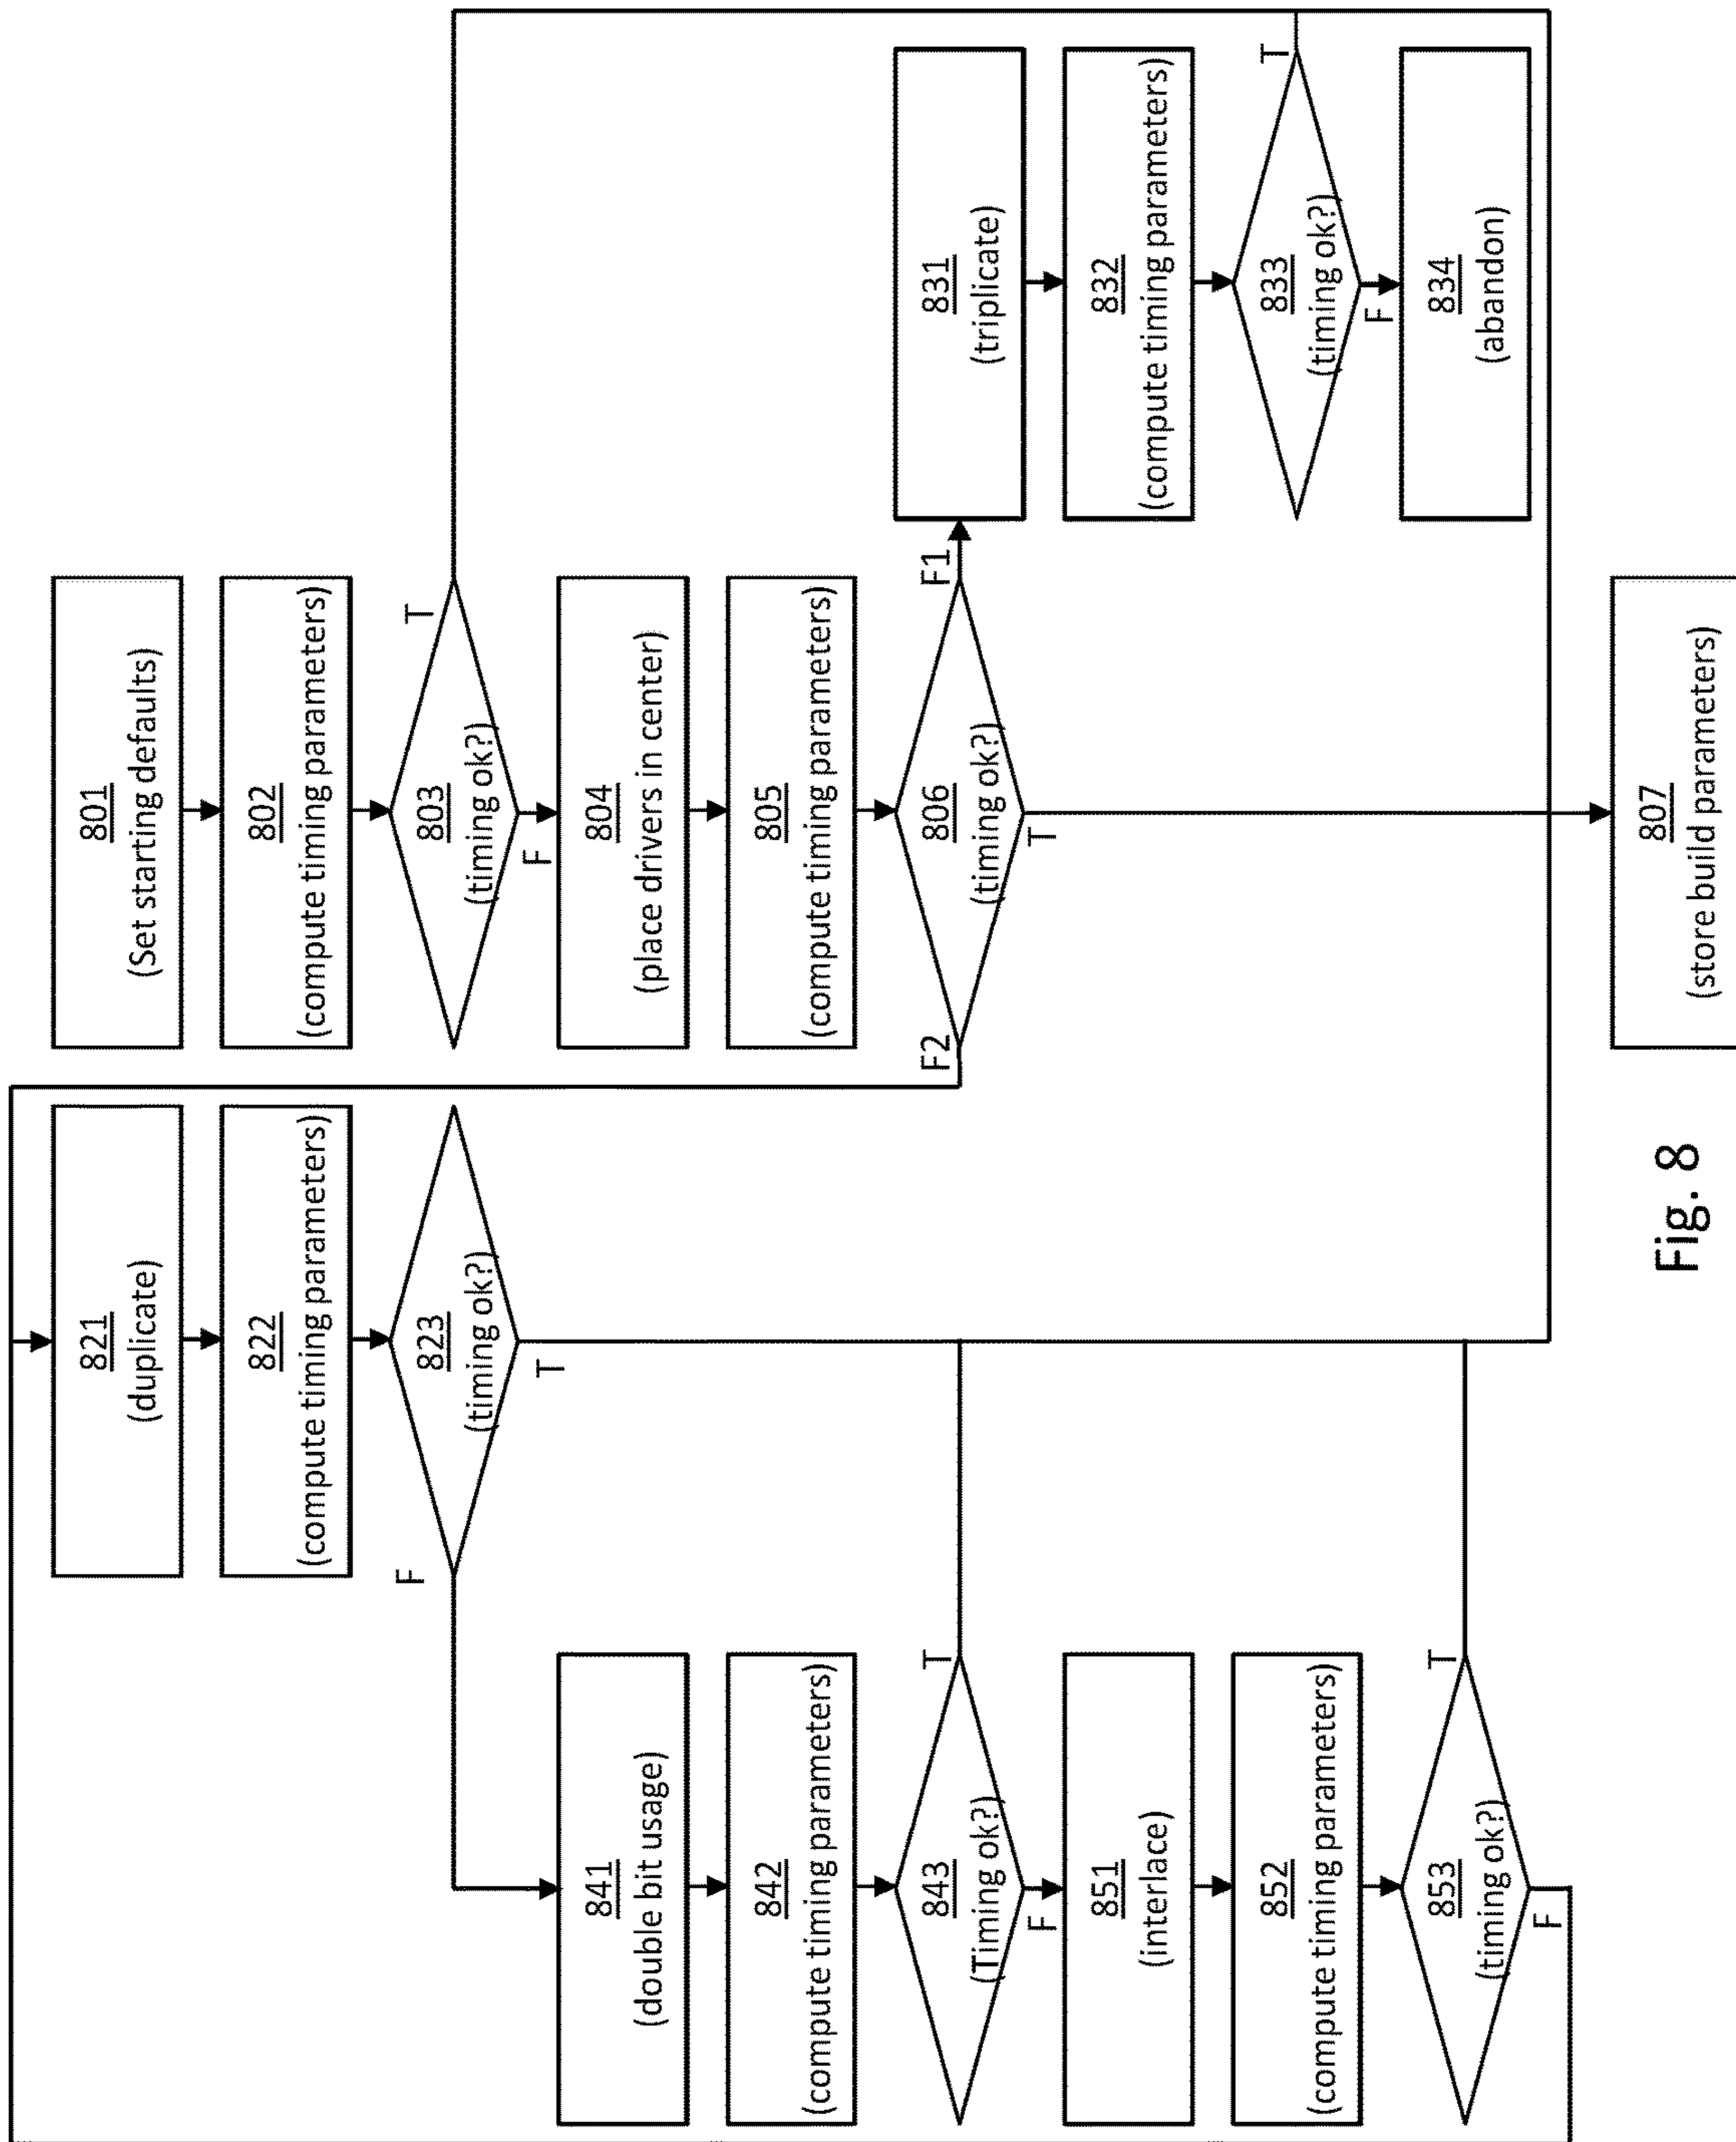 801
(Set starting defaults)
802
(compute timing parameters)
803
(timing ok?)
T
F
804
(place drivers in center)
805
(compute timing parameters)
806
(timing ok?)
F1
F2
T
807
(store build parameters)
821
(duplicate)
822
(compute timing parameters)
823
(timing ok?)
F
T
831
(triplicate)
832
(compute timing parameters)
833
(timing ok?)
T
F
834
(abandon)
841
(double bit usage)
842
(compute timing parameters)
843
(Timing ok?)
T
F
851
(interlace)
852
(compute timing parameters)
853
(timing ok?)
T
F
Fig. 8